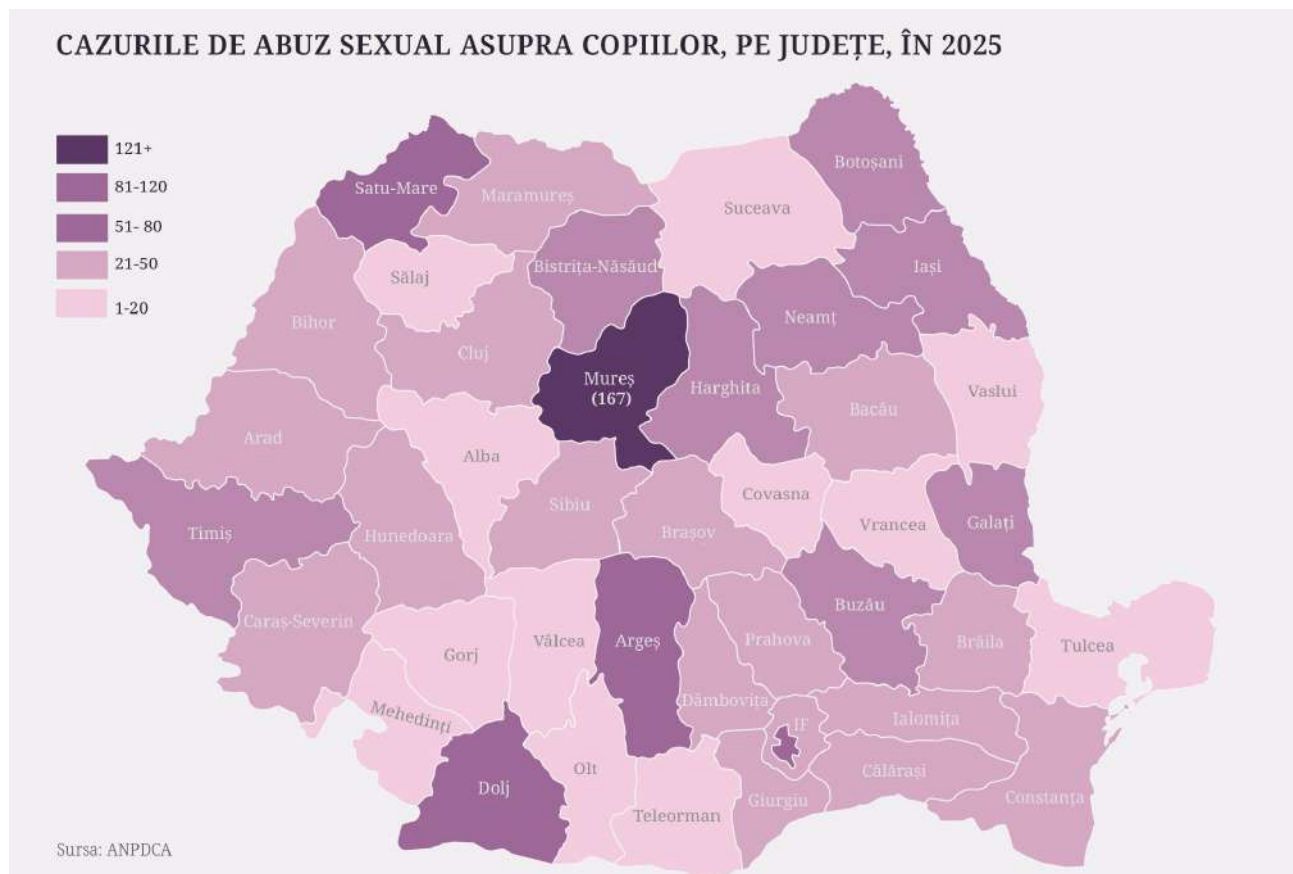 CAZURILE DE ABUZ SEXUAL ASUPRA COPIILOR, PE JUDEȚE, ÎN 2025
121+
81-120
51- 80
21-50
1-20
Botoșani
Satu-Mare
Maramureș
Suceava
Sălaj
Bistrița-Năsăud
Iași
Bihor
Neamț
Cluj
Mureș
(167)
Harghita
Vaslui
Bacău
Arad
Alba
Covasna
Sibiu
Vrancea
Galați
Timiș
Hunedoara
Brașov
Buzău
Caraș-Severin
Vâlcea
Argeș
Prahova
Brăila
Tulcea
Gorj
Dâmbovița
Mehedinți
IF
Ialomița
Olt
Călărași
Dolj
Giurgiu
Constanța
Teleorman
Sursa: ANPDCA